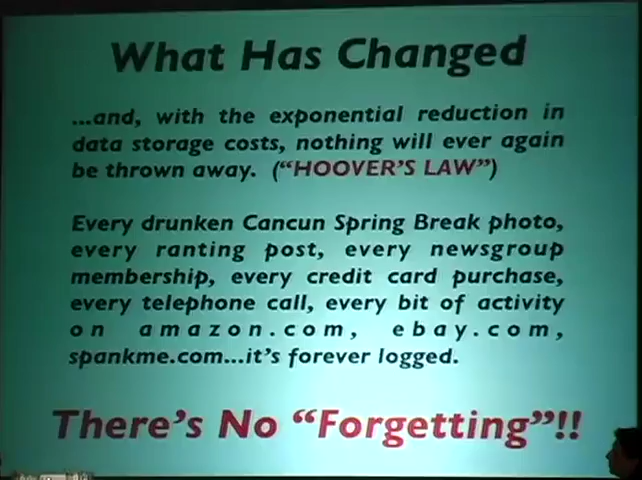 What Has Changed
...and, with the exponential reduction in
data storage costs, nothing will ever again
be thrown away. ("HOOVER'S LAW")
Every drunken Cancun Spring Break photo,
every ranting post, every newsgroup
membership, every credit card purchase,
every telephone call, every bit of activity
on amazon.com, ebay.com,
spankme.com...it's forever logged.
There's No "Forgetting"!!